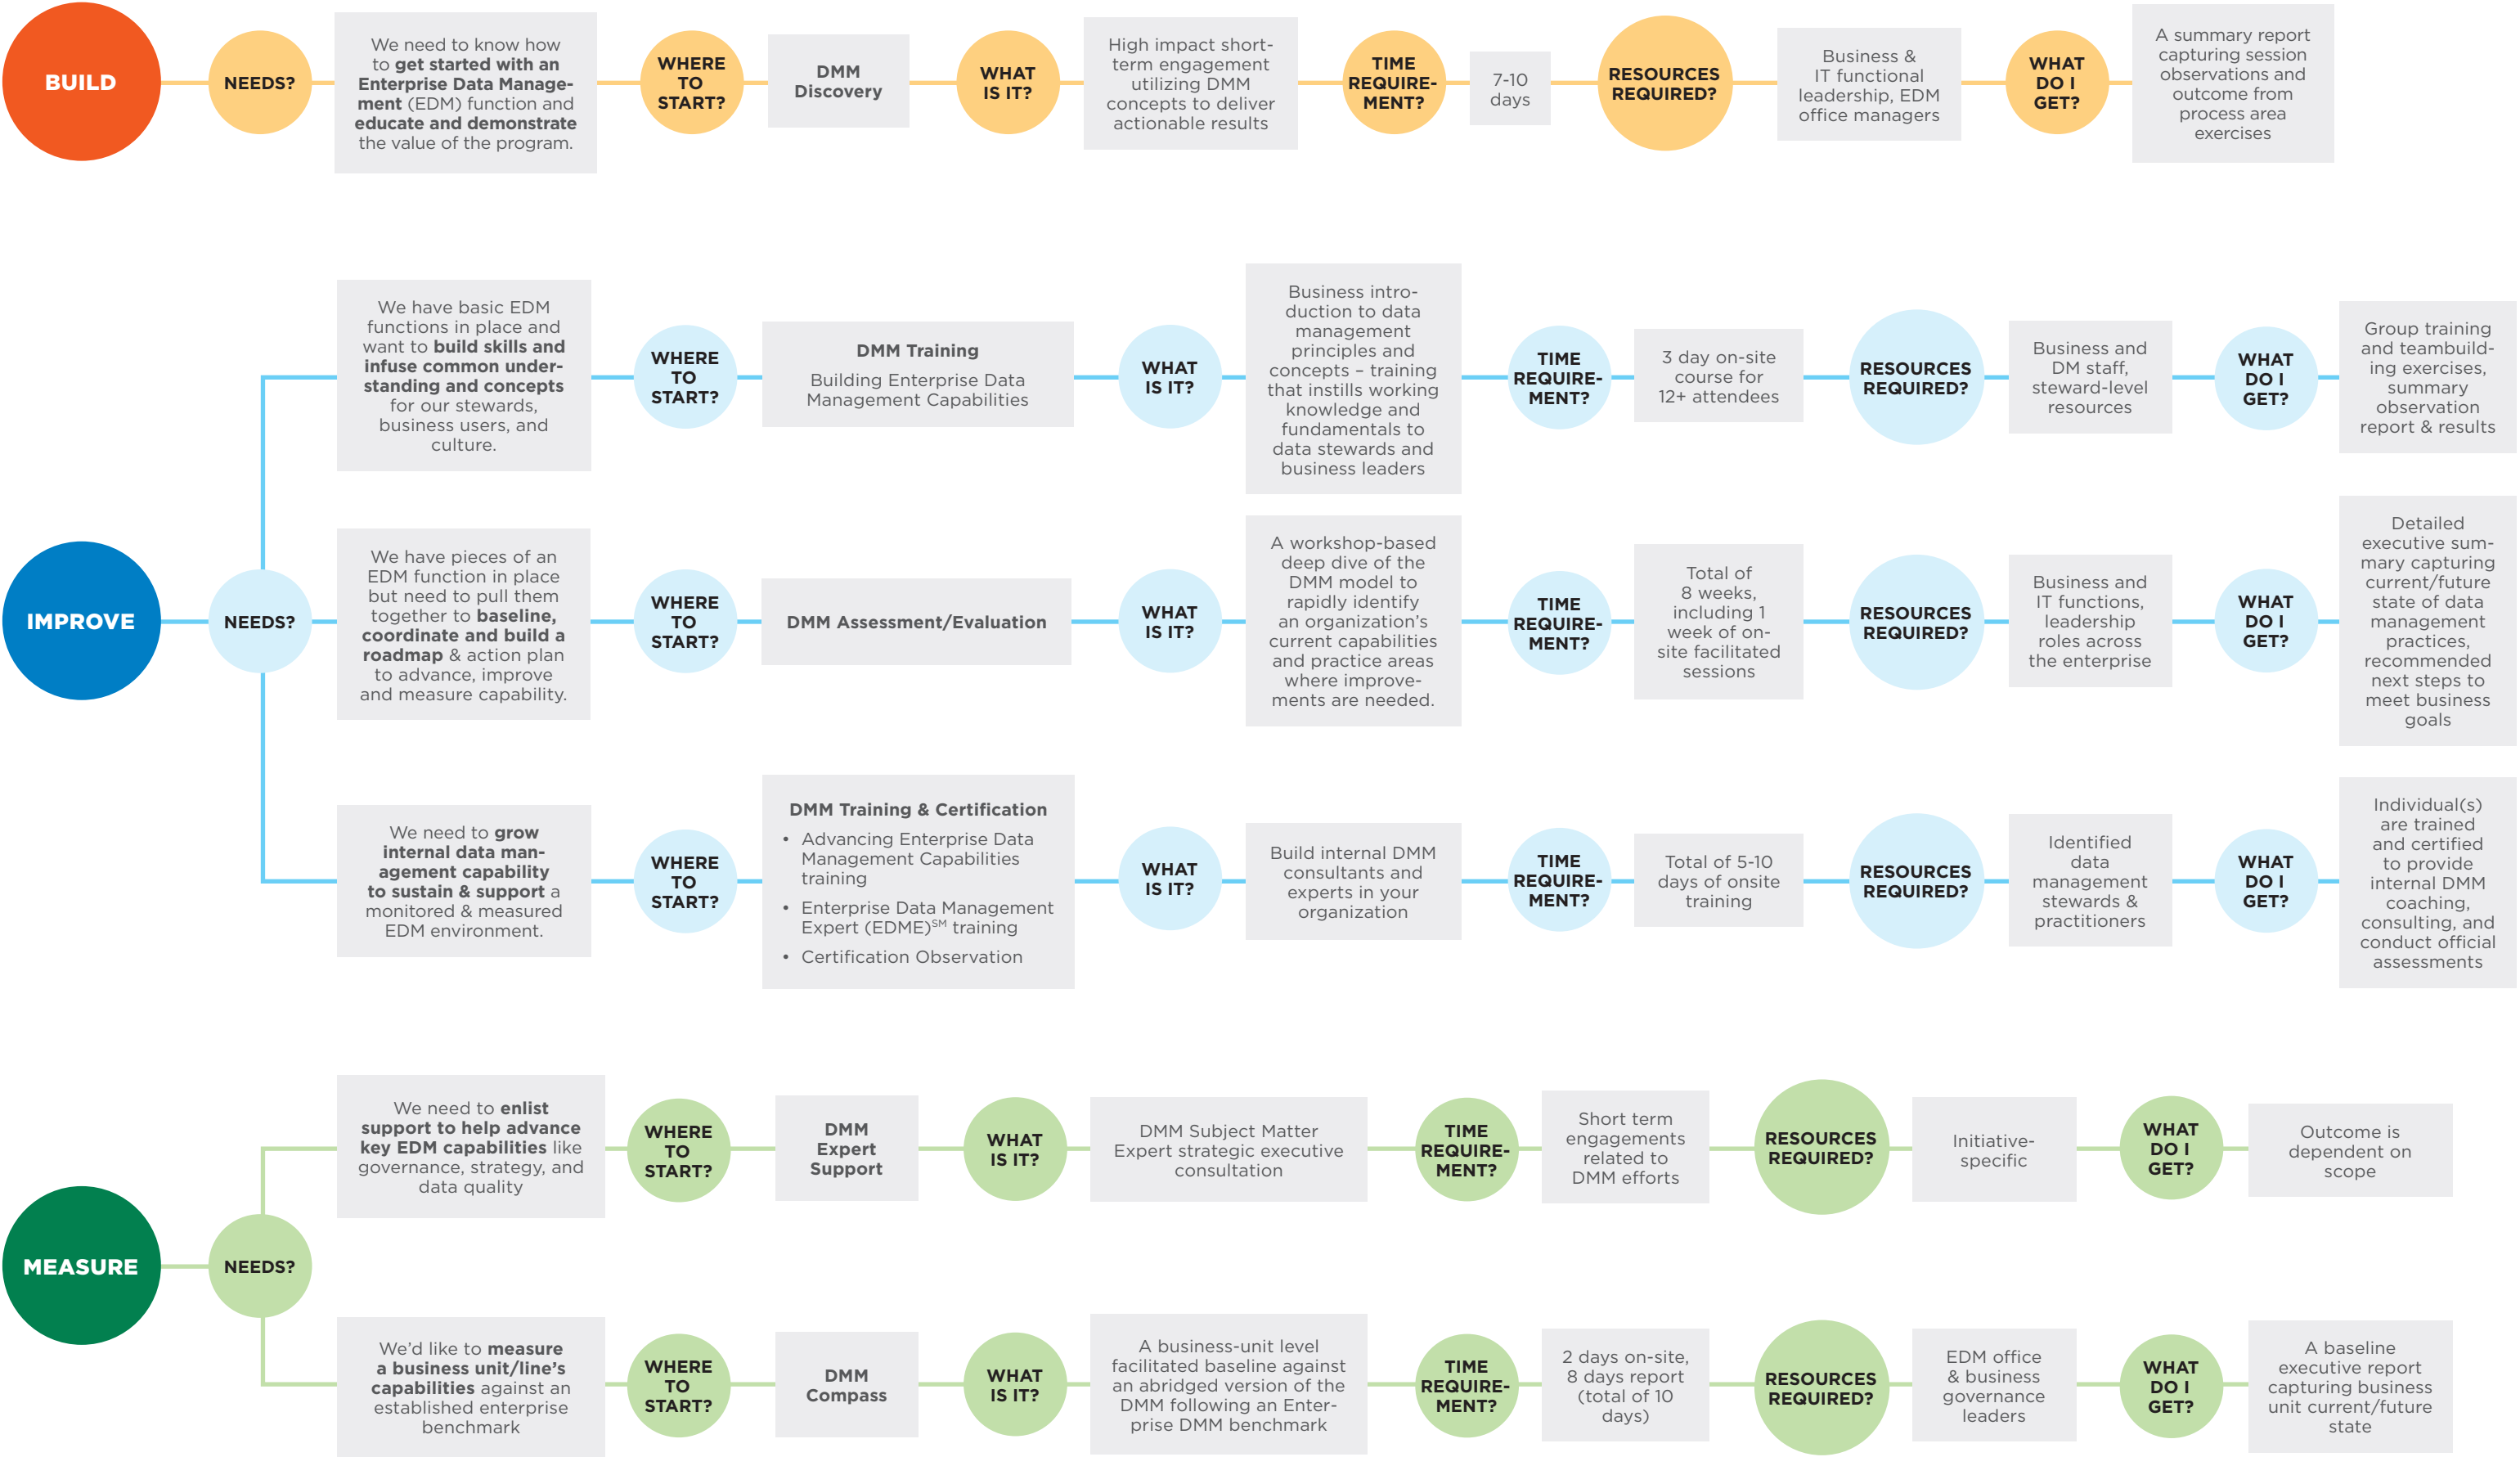 BUILD
NEEDS?
We need to know how
to get started with an
Enterprise Data Manage-
ment (EDM) function and
educate and demonstrate
the value of the program.
WHERE
TO
START?
DMM
Discovery
WHAT
IS IT?
High impact short-
term engagement
utilizing DMM
concepts to deliver
actionable results
TIME
REQUIRE-
MENT?
7-10
days
RESOURCES
REQUIRED?
Business &
IT functional
leadership, EDM
office managers
WHAT
DO I
GET?
A summary report
capturing session
observations and
outcome from
process area
exercises
IMPROVE
NEEDS?
We have basic EDM
functions in place and
want to build skills and
infuse common under-
standing and concepts
for our stewards,
business users, and
culture.
WHERE
TO
START?
DMM Training
Building Enterprise Data
Management Capabilities
WHAT
IS IT?
Business intro-
duction to data
management
principles and
concepts – training
that instills working
knowledge and
fundamentals to
data stewards and
business leaders
TIME
REQUIRE-
MENT?
3 day on-site
course for
12+ attendees
RESOURCES
REQUIRED?
Business and
DM staff,
steward-level
resources
WHAT
DO I
GET?
Group training
and teambuild-
ing exercises,
summary
observation
report & results
We have pieces of an
EDM function in place
but need to pull them
together to baseline,
coordinate and build a
roadmap & action plan
to advance, improve
and measure capability.
WHERE
TO
START?
DMM Assessment/Evaluation
WHAT
IS IT?
A workshop-based
deep dive of the
DMM model to
rapidly identify
an organization’s
current capabilities
and practice areas
where improve-
ments are needed.
TIME
REQUIRE-
MENT?
Total of
8 weeks,
including 1
week of on-
site facilitated
sessions
RESOURCES
REQUIRED?
Business and
IT functions,
leadership
roles across
the enterprise
WHAT
DO I
GET?
Detailed
executive sum-
mary capturing
current/future
state of data
management
practices,
recommended
next steps to
meet business
goals
We need to grow
internal data man-
agement capability
to sustain & support a
monitored & measured
EDM environment.
WHERE
TO
START?
DMM Training & Certification
• Advancing Enterprise Data
Management Capabilities
training
• Enterprise Data Management
Expert (EDME)SM training
• Certification Observation
WHAT
IS IT?
Build internal DMM
consultants and
experts in your
organization
TIME
REQUIRE-
MENT?
Total of 5-10
days of onsite
training
RESOURCES
REQUIRED?
Identified
data
management
stewards &
practitioners
WHAT
DO I
GET?
Individual(s)
are trained
and certified
to provide
internal DMM
coaching,
consulting, and
conduct official
assessments
MEASURE
NEEDS?
We need to enlist
support to help advance
key EDM capabilities like
governance, strategy, and
data quality
WHERE
TO
START?
DMM
Expert
Support
WHAT
IS IT?
DMM Subject Matter
Expert strategic executive
consultation
TIME
REQUIRE-
MENT?
Short term
engagements
related to
DMM efforts
RESOURCES
REQUIRED?
Initiative-
specific
WHAT
DO I
GET?
Outcome is
dependent on
scope
We’d like to measure
a business unit/line’s
capabilities against an
established enterprise
benchmark
WHERE
TO
START?
DMM
Compass
WHAT
IS IT?
A business-unit level
facilitated baseline against
an abridged version of the
DMM following an Enter-
prise DMM benchmark
TIME
REQUIRE-
MENT?
2 days on-site,
8 days report
(total of 10
days)
RESOURCES
REQUIRED?
EDM office
& business
governance
leaders
WHAT
DO I
GET?
A baseline
executive report
capturing business
unit current/future
state